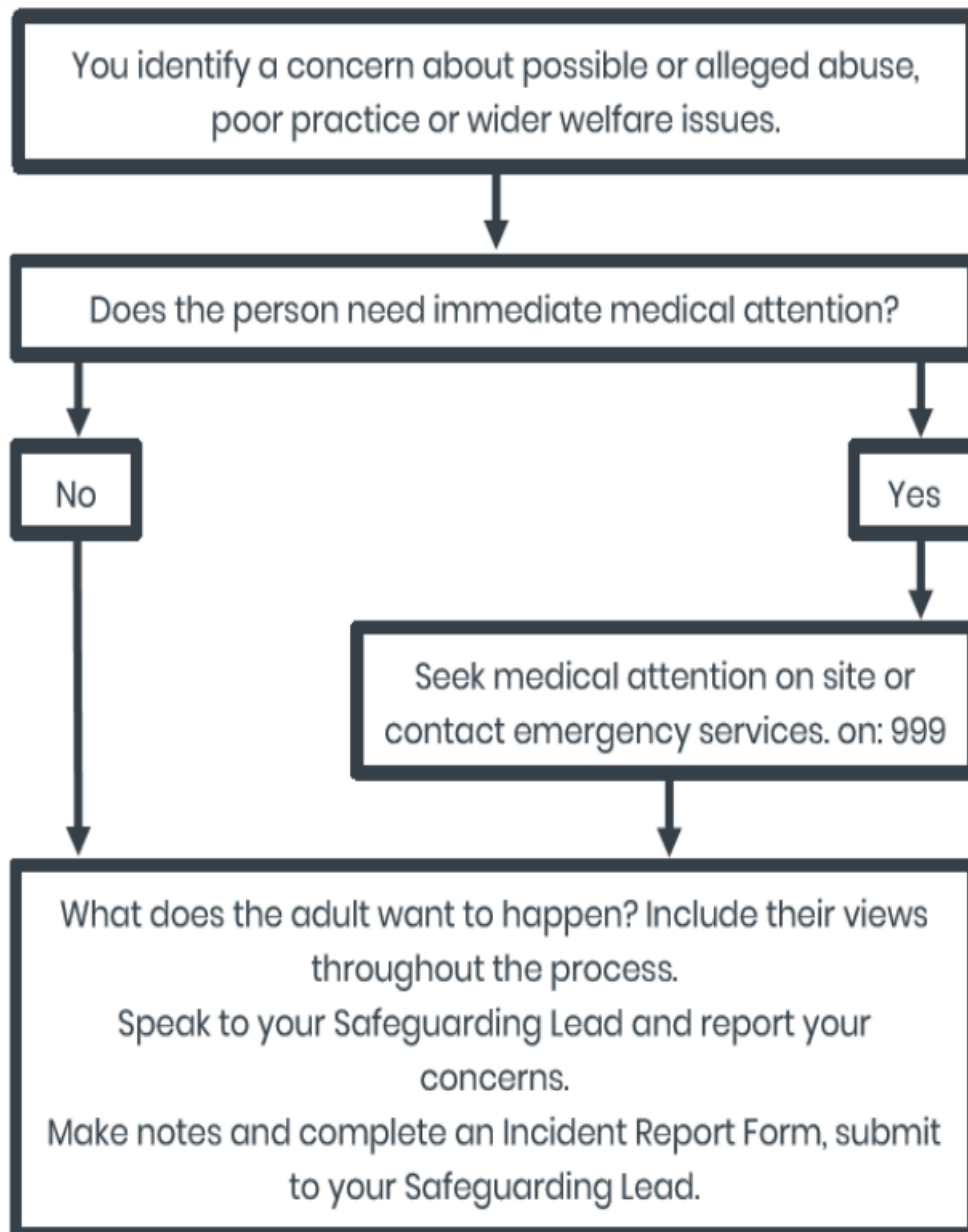 You identify a concern about possible or alleged abuse,
poor practice or wider welfare issues.
Does the person need immediate medical attention?
No
Yes
Seek medical attention on site or
contact emergency services. on: 999
What does the adult want to happen? Include their views
throughout the process.
Speak to your Safeguarding Lead and report your
concerns.
Make notes and complete an Incident Report Form, submit
to your Safeguarding Lead.